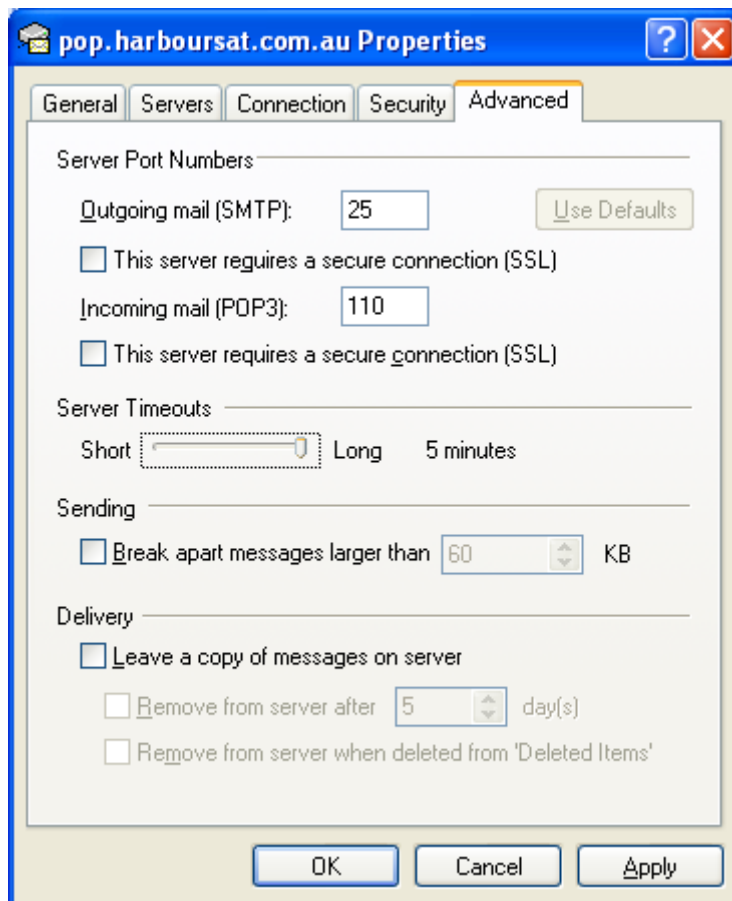 pop.harboursat.com.au Properties
General Servers Connection Security Advanced
Server Port Numbers
Outgoing mail (SMTP): 25 Use Defaults
This server requires a secure connection (SSL)
Incoming mail (POP3): 110
This server requires a secure connection (SSL)
Server Timeouts
Short Long 5 minutes
Sending
Break apart messages larger than 60 KB
Delivery
Leave a copy of messages on server
Remove from server after 5 day(s)
Remove from server when deleted from 'Deleted Items'
OK Cancel Apply